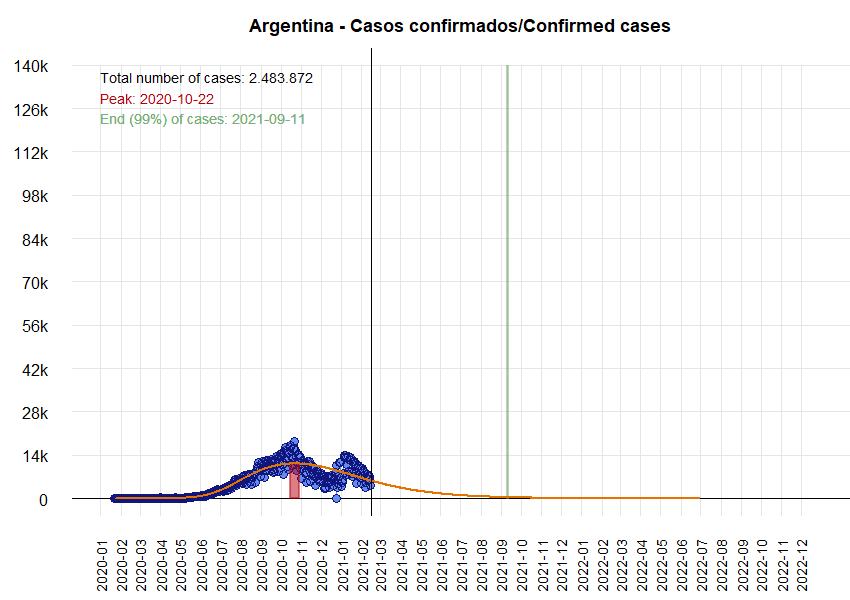 Argentina - Casos confirmados/Confirmed cases
140k
126k
112k
98k
84k
70k
56k
42k
28k
14k
0
Total number of cases: 2.483.872
Peak: 2020-10-22
End (99%) of cases: 2021-09-11
2020-01
2020-02
2020-03
2020-04
2020-05
2020-06
2020-07
2020-08
2020-09
2020-10
2020-11
2020-12
2021-01
2021-02
2021-03
2021-04
2021-05
2021-06
2021-07
2021-08
2021-09
2021-10
2021-11
2021-12
2022-01
2022-02
2022-03
2022-04
2022-05
2022-06
2022-07
2022-08
2022-09
2022-10
2022-11
2022-12